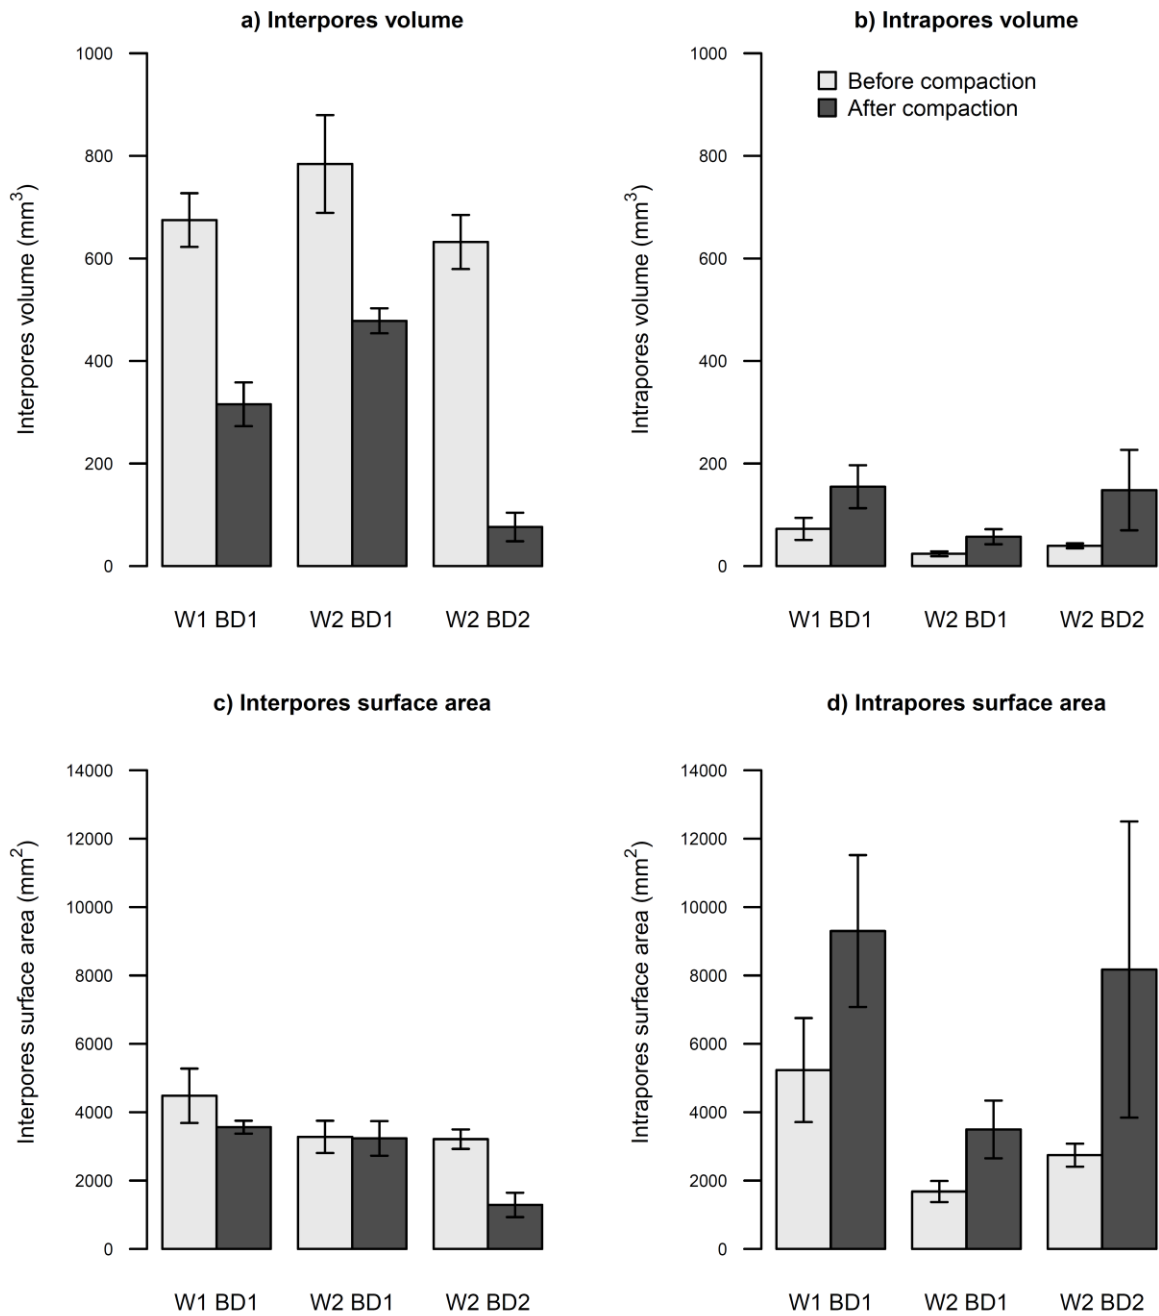 a) Interpores volume
Interpores volume (mm³)
1000
800
600
400
200
0
W1 BD1 W2 BD1 W2 BD2
b) Intrapores volume
Intrapores volume (mm³)
1000
800
600
400
200
0
Before compaction
After compaction
W1 BD1 W2 BD1 W2 BD2
c) Interpores surface area
Interpores surface area (mm²)
14000
12000
10000
8000
6000
4000
2000
0
W1 BD1 W2 BD1 W2 BD2
d) Intrapores surface area
Intrapores surface area (mm²)
14000
12000
10000
8000
6000
4000
2000
0
W1 BD1 W2 BD1 W2 BD2